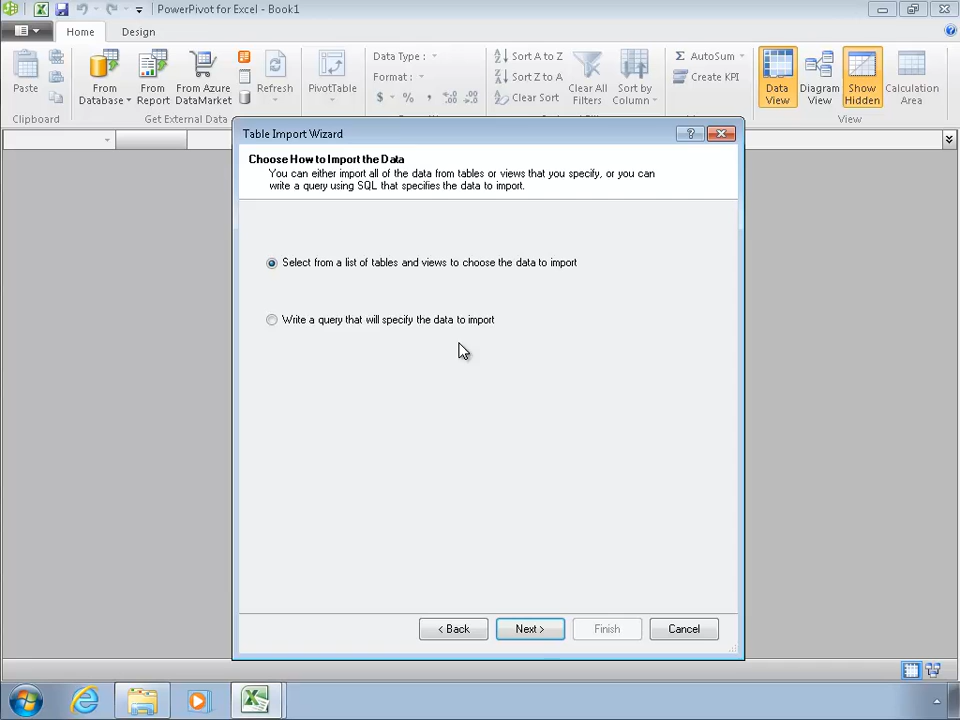 PowerPivot for Excel - Book1
Home
Design
Paste
From Database
From Report
From Azure DataMarket
Refresh
PivotTable
Data Type :
Format :
$ % ,
Sort A to Z
Sort Z to A
Clear Sort
Clear All Filters
Sort by Column
Σ AutoSum
Create KPI
Data View
Diagram View
Show Hidden
Calculation Area
Clipboard
Get External Data
View
Table Import Wizard
Choose How to Import the Data
You can either import all of the data from tables or views that you specify, or you can
write a query using SQL that specifies the data to import.
Select from a list of tables and views to choose the data to import
Write a query that will specify the data to import
< Back
Next >
Finish
Cancel